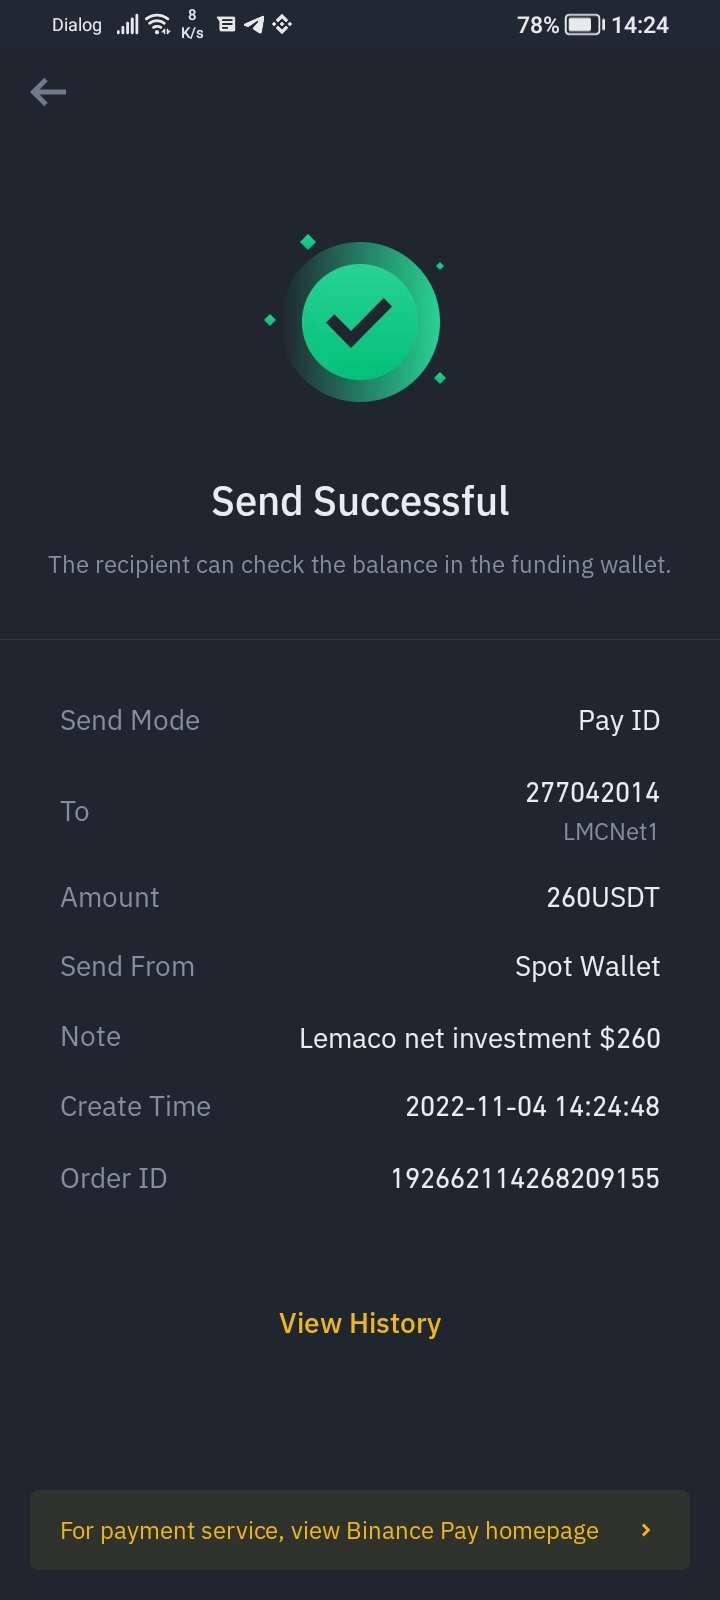 Dialog 8 K/s 78% 14:24
Send Successful
The recipient can check the balance in the funding wallet.
Send Mode Pay ID
To 277042014
LMCNet1
Amount 260USDT
Send From Spot Wallet
Note Lemaco net investment $260
Create Time 2022-11-04 14:24:48
Order ID 192662114268209155
View History
For payment service, view Binance Pay homepage